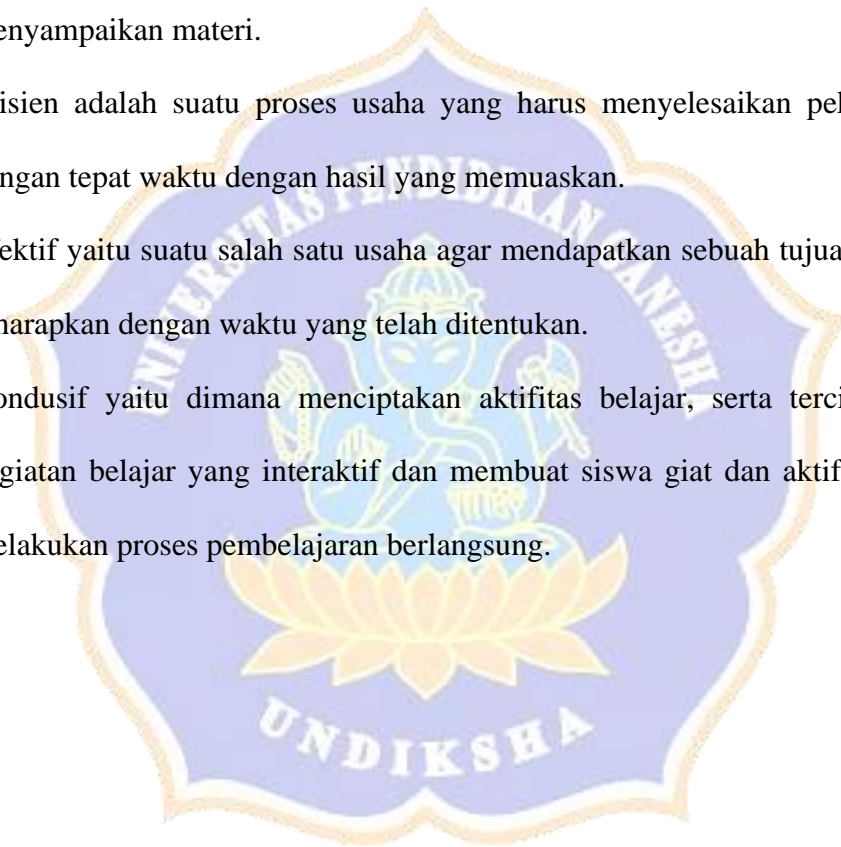 enyampaikan materi.
isien adalah suatu proses usaha yang harus menyelesaikan pel
ngan tepat waktu dengan hasil yang memuaskan.
ektif yaitu suatu salah satu usaha agar mendapatkan sebuah tujua
harapkan dengan waktu yang telah ditentukan.
ondusif yaitu dimana menciptakan aktifitas belajar, serta terci
giatan belajar yang interaktif dan membuat siswa giat dan aktif
elakukan proses pembelajaran berlangsung.
UNIVERSITAS PENDIDIKAN GANESHA
UNDIKSHA